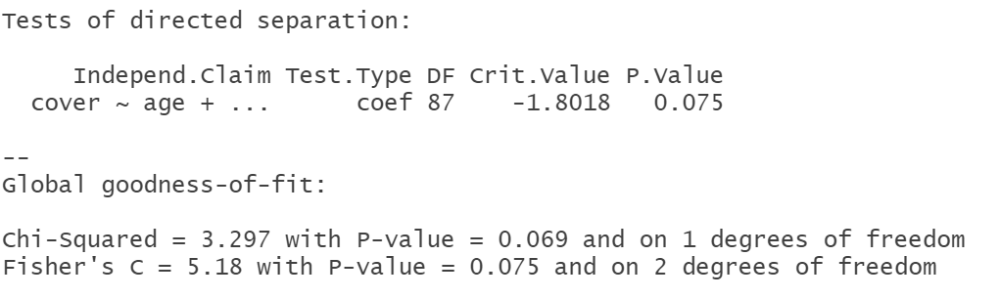 Tests of directed separation:
Independ.Claim Test.Type DF Crit.Value P.Value
cover ~ age + ... coef 87 -1.8018 0.075
--
Global goodness-of-fit:
Chi-Squared = 3.297 with P-value = 0.069 and on 1 degrees of freedom
Fisher's C = 5.18 with P-value = 0.075 and on 2 degrees of freedom